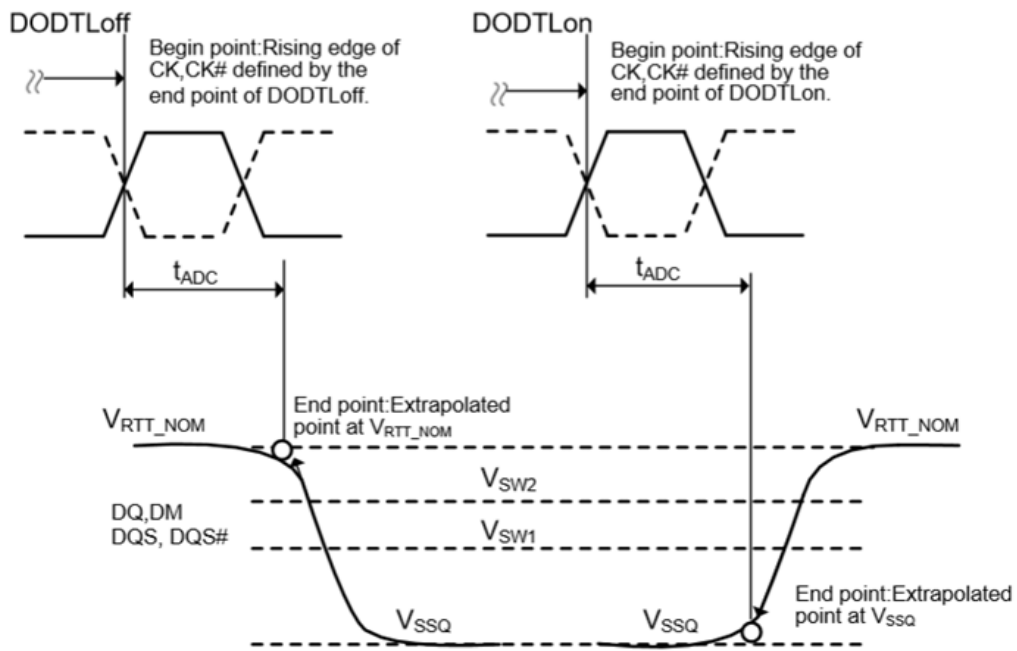 DODTLoff
Begin point:Rising edge of
CK,CK# defined by the
end point of DODTLoff.
DODTLon
Begin point:Rising edge of
CK,CK# defined by the
end point of DODTLon.
tADC
tADC
VRTT_NOM
End point:Extrapolated
point at VRTT_NOM
VRTT_NOM
VSW2
DQ,DM
DQS, DQS#
VSW1
VSSQ
VSSQ
End point:Extrapolated
point at VSSQ